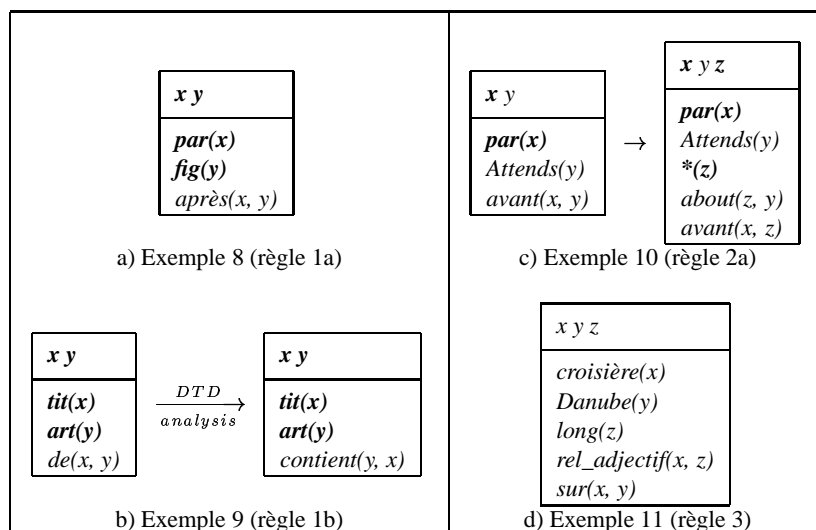 x y
par(x)
fig(y)
après(x, y)
a) Exemple 8 (règle 1a)
x y
tit(x)
art(y)
de(x, y)
DTD
analysis
x y
tit(x)
art(y)
contient(y, x)
b) Exemple 9 (règle 1b)
x y
par(x)
Attends(y)
avant(x, y)
→
x y z
par(x)
Attends(y)
*(z)
about(z, y)
avant(x, z)
c) Exemple 10 (règle 2a)
x y z
croisière(x)
Danube(y)
long(z)
rel_adjectif(x, z)
sur(x, y)
d) Exemple 11 (règle 3)